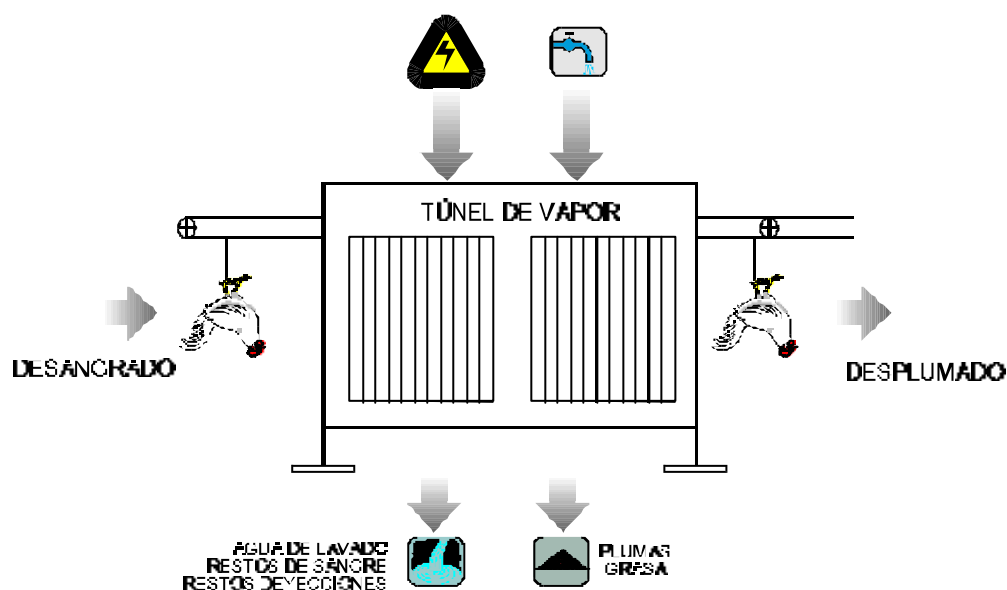 TÚNEL DE VAPOR
DESANGRADO
DESPLUMADO
AGUA DE LAVADO
RESTOS DE SANGRE
RESTOS DEYECCIONES
PLUMAS
GRASA